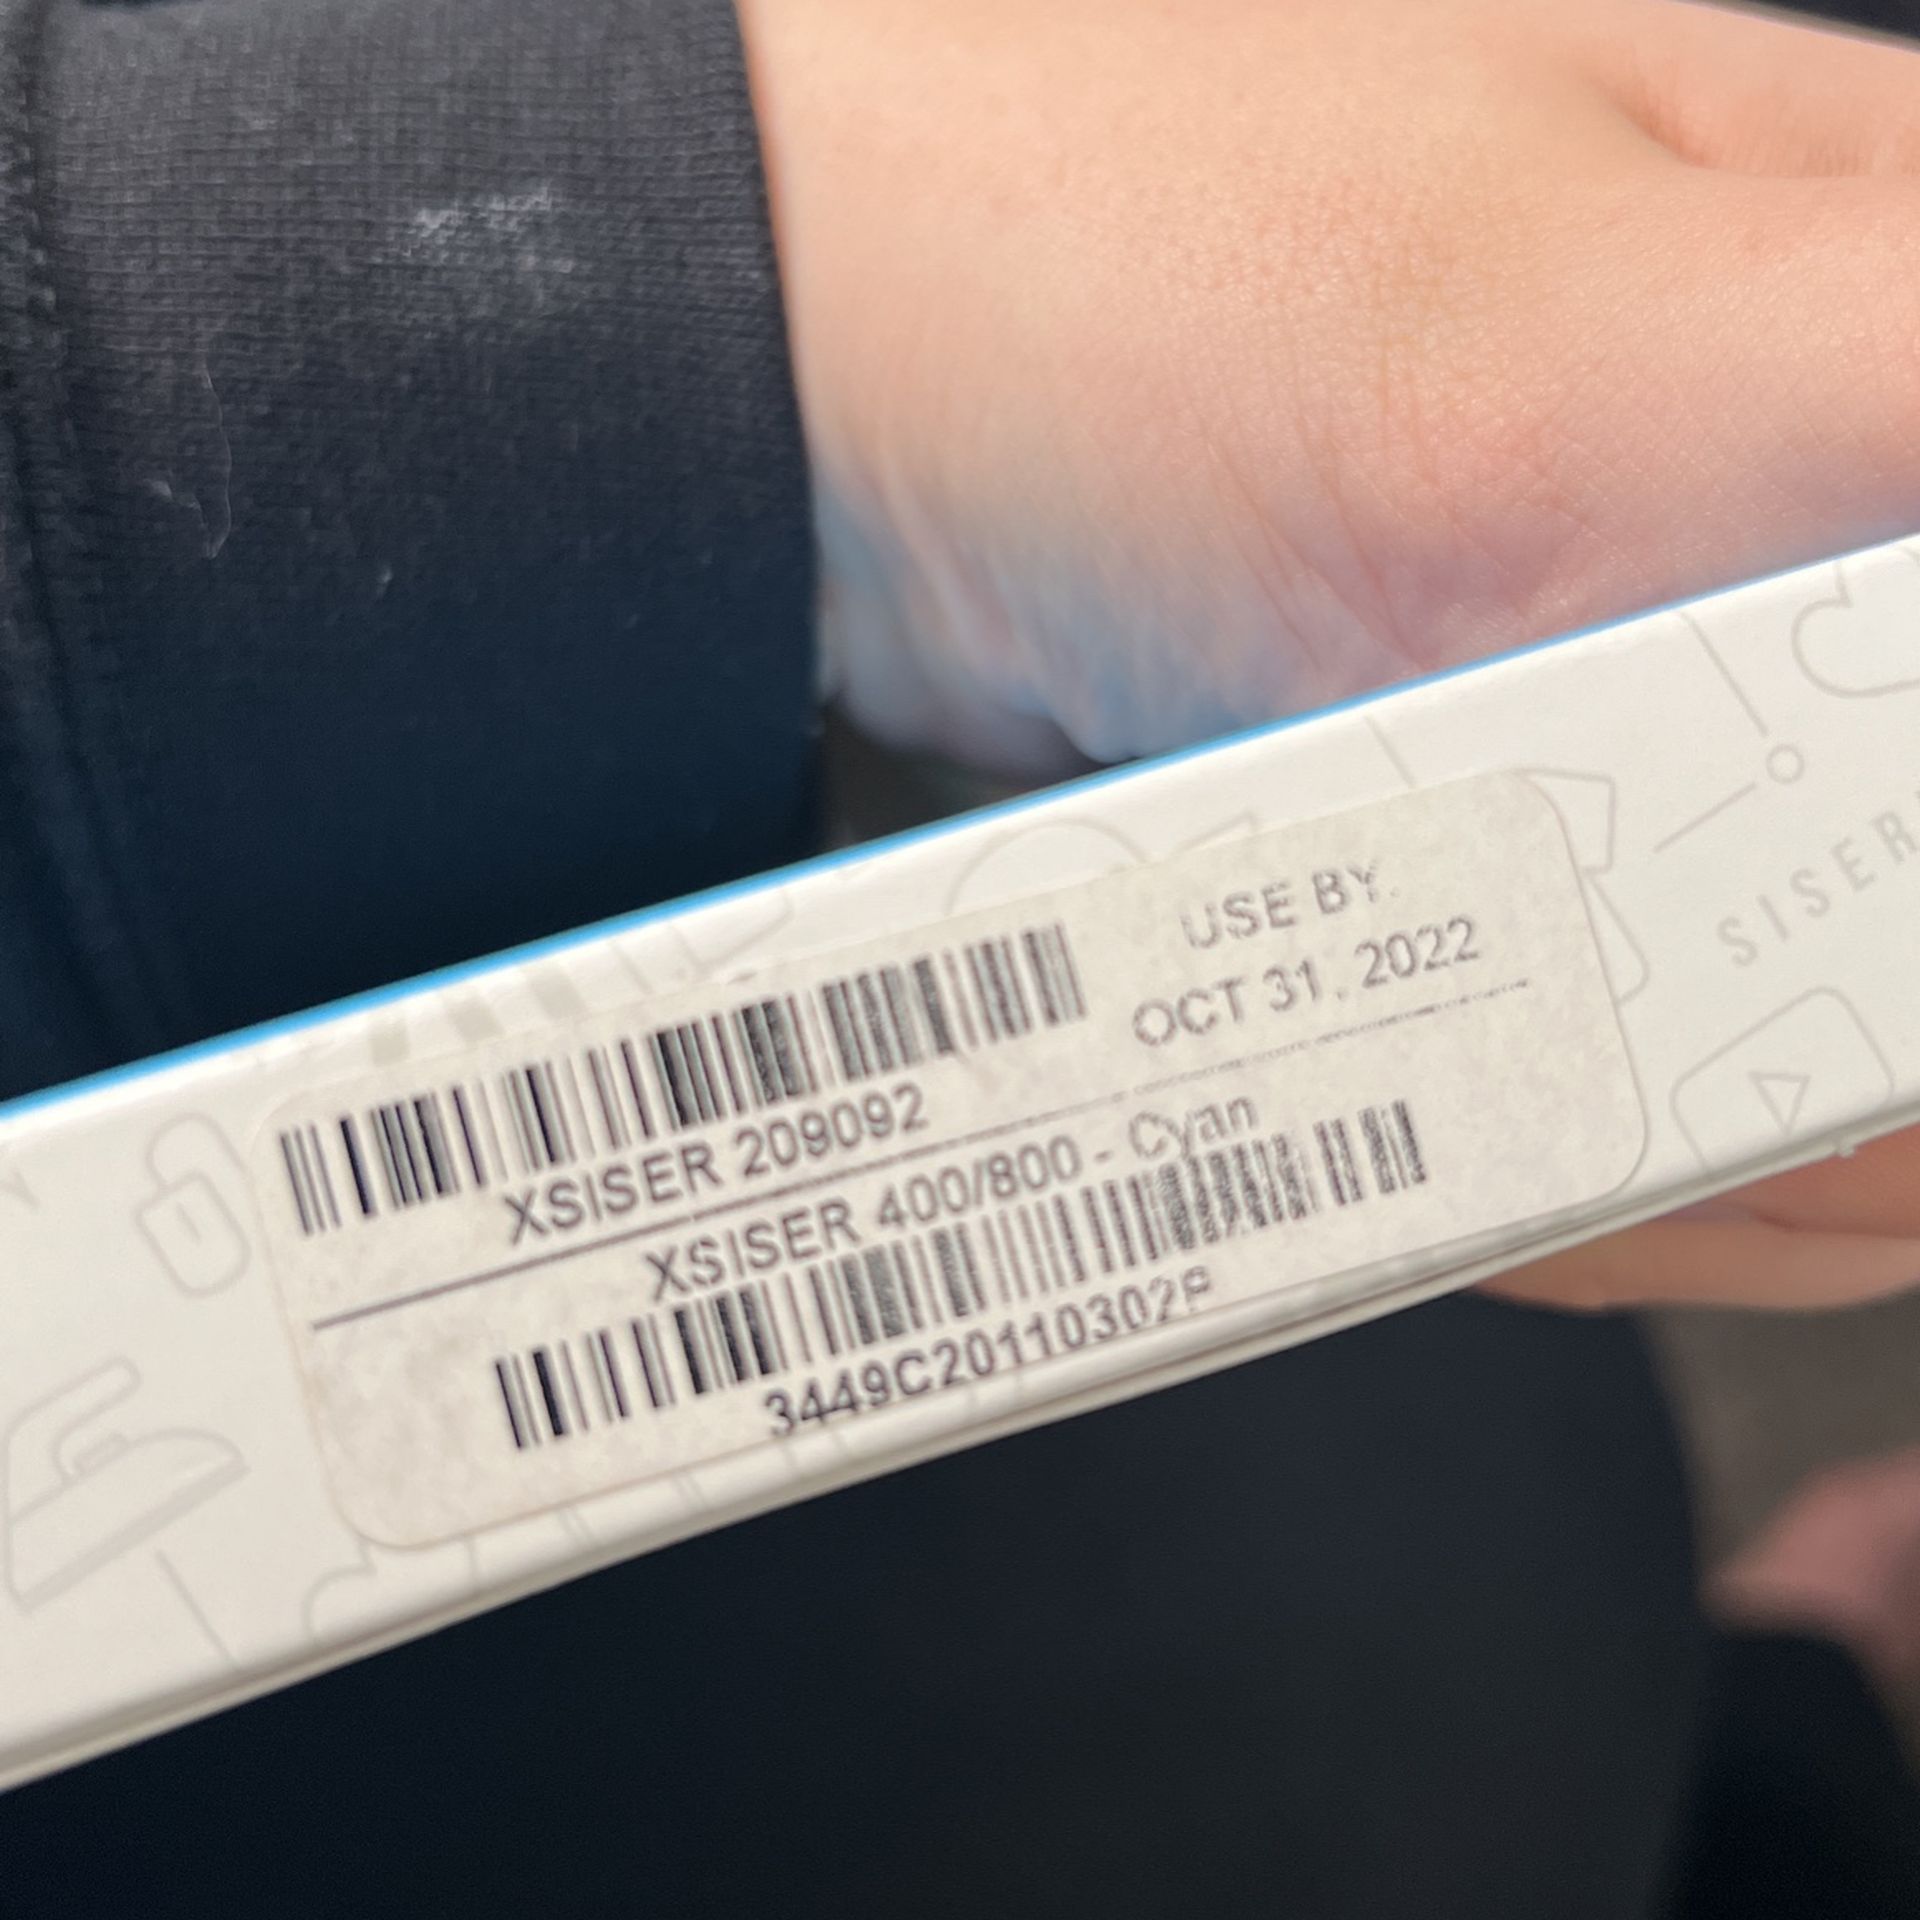 USE BY.
OCT 31, 2022
XSISER 209092
XSISER 400/800 - Cyan
3449C20110302P
SISER